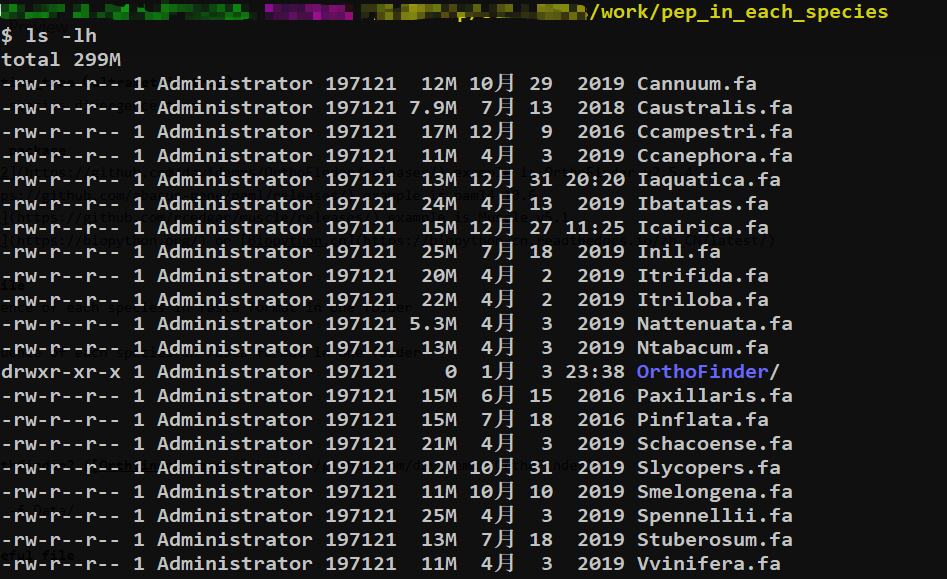 /work/pep_in_each_species
$ ls -lh
total 299M
-rw-r--r-- 1 Administrator 197121  12M 10月 29  2019 Cannuum.fa
-rw-r--r-- 1 Administrator 197121 7.9M  7月 13  2018 Caustralis.fa
-rw-r--r-- 1 Administrator 197121  17M 12月  9  2016 Ccampestri.fa
-rw-r--r-- 1 Administrator 197121  11M  4月  3  2019 Ccanephora.fa
-rw-r--r-- 1 Administrator 197121  13M 12月 31 20:20 Iaquatica.fa
-rw-r--r-- 1 Administrator 197121  24M  4月 13  2019 Ibatatas.fa
-rw-r--r-- 1 Administrator 197121  15M 12月 27 11:25 Icairica.fa
-rw-r--r-- 1 Administrator 197121  25M  7月 18  2019 Inil.fa
-rw-r--r-- 1 Administrator 197121  20M  4月  2  2019 Itrifida.fa
-rw-r--r-- 1 Administrator 197121  22M  4月  2  2019 Itriloba.fa
-rw-r--r-- 1 Administrator 197121 5.3M  4月  3  2019 Nattenuata.fa
-rw-r--r-- 1 Administrator 197121  13M  4月  3  2019 Ntabacum.fa
drwxr-xr-x 1 Administrator 197121    0  1月  3 23:38 OrthoFinder/
-rw-r--r-- 1 Administrator 197121  15M  6月 15  2016 Paxillaris.fa
-rw-r--r-- 1 Administrator 197121  15M  7月 18  2016 Pinflata.fa
-rw-r--r-- 1 Administrator 197121  21M  4月  3  2019 Schacoense.fa
-rw-r--r-- 1 Administrator 197121  12M 10月 31  2019 Slycopers.fa
-rw-r--r-- 1 Administrator 197121  11M 10月 10  2019 Smelongena.fa
-rw-r--r-- 1 Administrator 197121  25M  4月  3  2019 Spennellii.fa
-rw-r--r-- 1 Administrator 197121  13M  7月 18  2019 Stuberosum.fa
-rw-r--r-- 1 Administrator 197121  11M  4月  3  2019 Vvinifera.fa